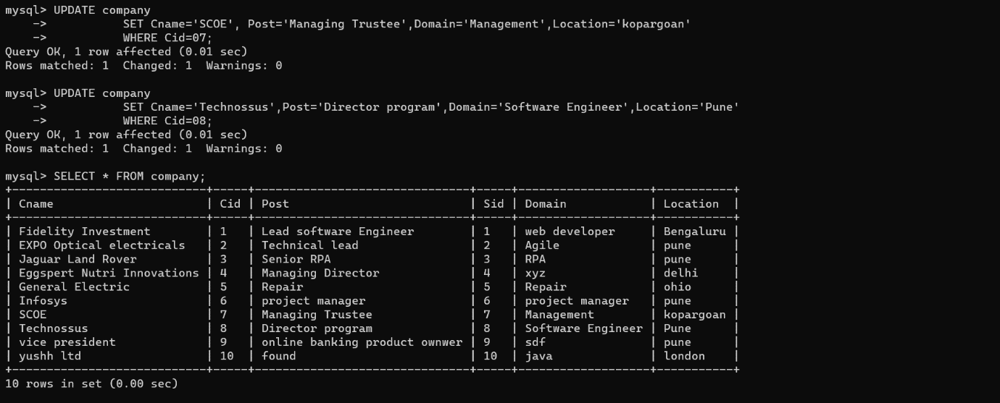 mysql> UPDATE company
    ->           SET Cname='SCOE', Post='Managing Trustee',Domain='Management',Location='kopargoan'
    ->           WHERE Cid=07;
Query OK, 1 row affected (0.01 sec)
Rows matched: 1  Changed: 1  Warnings: 0

mysql> UPDATE company
    ->           SET Cname='Technossus',Post='Director program',Domain='Software Engineer',Location='Pune'
    ->           WHERE Cid=08;
Query OK, 1 row affected (0.01 sec)
Rows matched: 1  Changed: 1  Warnings: 0

mysql> SELECT * FROM company;
+----------------------------+-----+-------------------------------+-----+-------------------+-----------+
| Cname                      | Cid | Post                          | Sid | Domain            | Location  |
+----------------------------+-----+-------------------------------+-----+-------------------+-----------+
| Fidelity Investment        | 1   | Lead software Engineer        | 1   | web developer     | Bengaluru |
| EXPO Optical electricals   | 2   | Technical lead                | 2   | Agile             | pune      |
| Jaguar Land Rover          | 3   | Senior RPA                    | 3   | RPA               | pune      |
| Eggspert Nutri Innovations | 4   | Managing Director             | 4   | xyz               | delhi     |
| General Electric           | 5   | Repair                        | 5   | Repair            | ohio      |
| Infosys                    | 6   | project manager               | 6   | project manager   | pune      |
| SCOE                       | 7   | Managing Trustee              | 7   | Management        | kopargoan |
| Technossus                 | 8   | Director program              | 8   | Software Engineer | Pune      |
| vice president             | 9   | online banking product ownwer | 9   | sdf               | pune      |
| yushh ltd                  | 10  | found                         | 10  | java              | london    |
+----------------------------+-----+-------------------------------+-----+-------------------+-----------+
10 rows in set (0.00 sec)